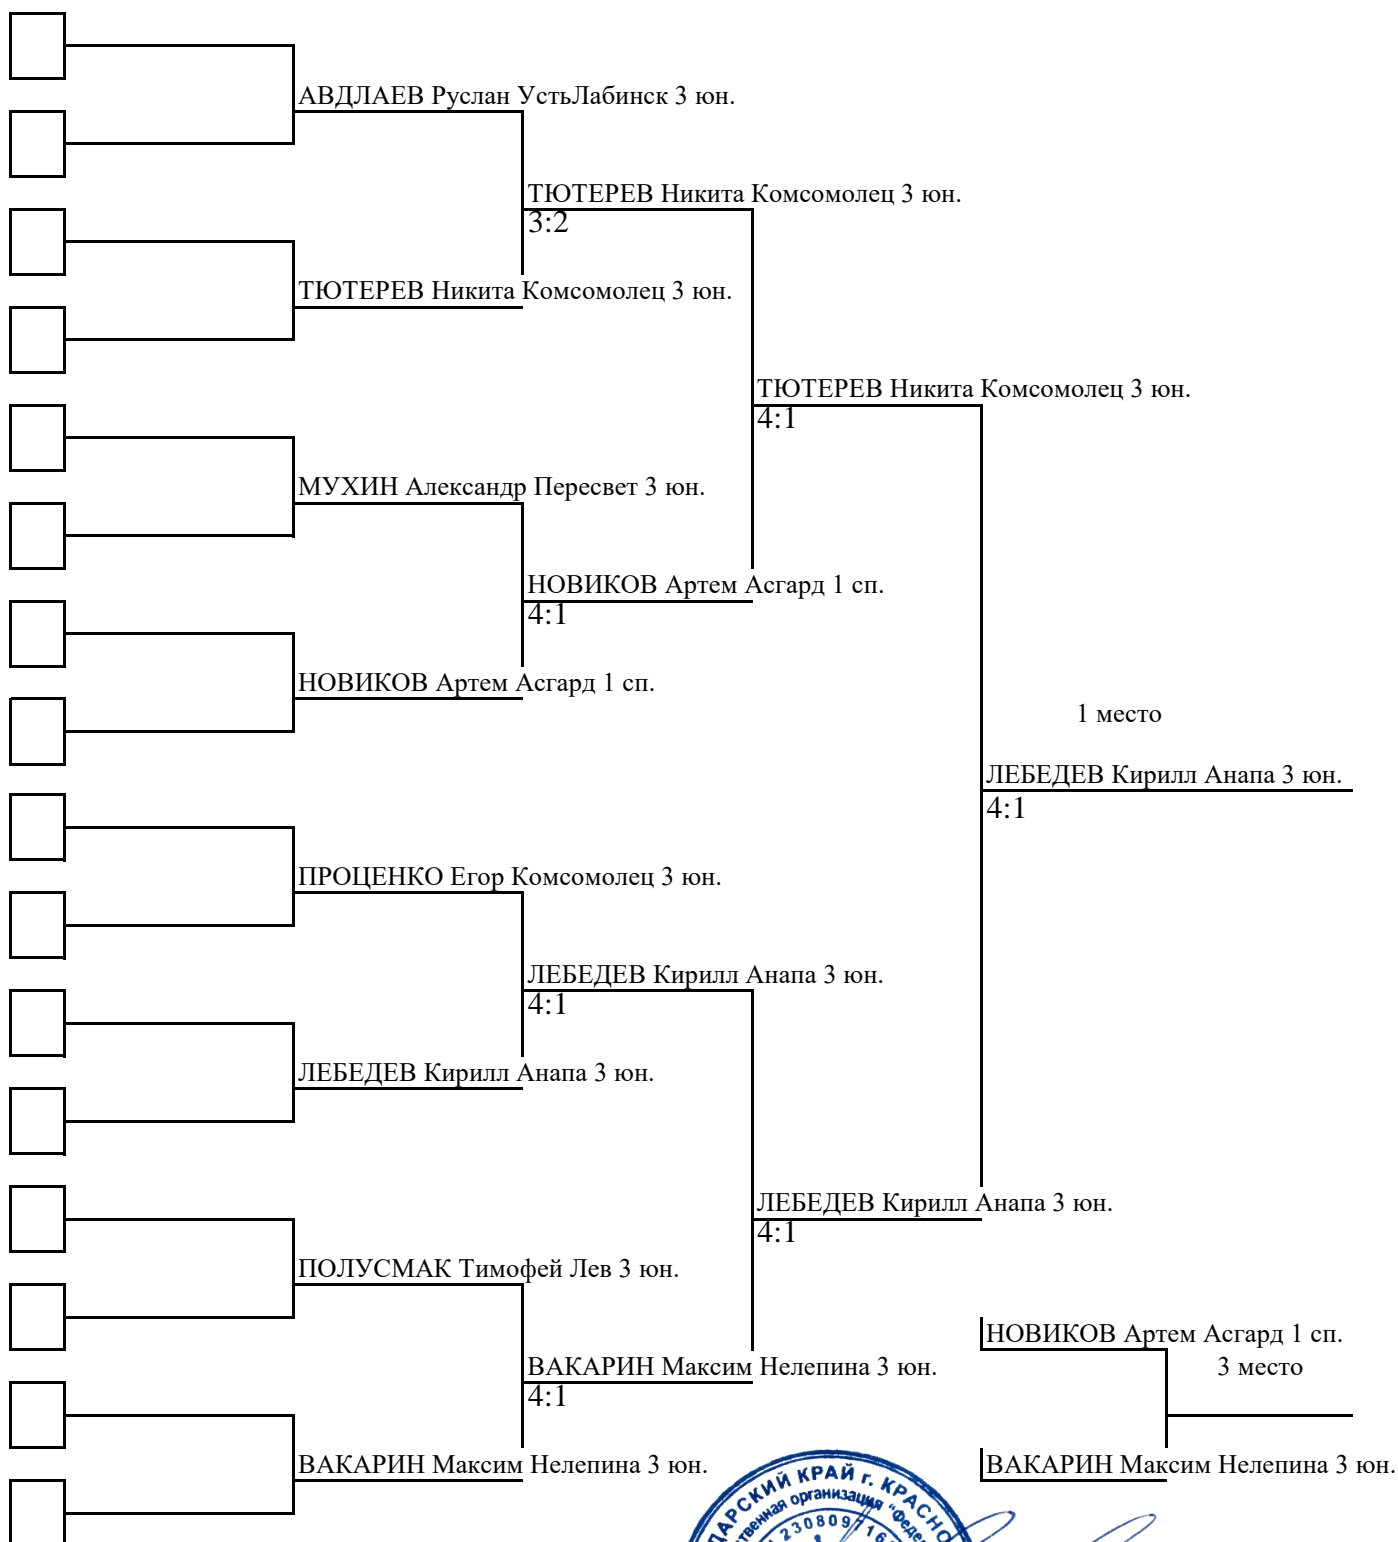 АВДЛАЕВ Руслан УстьЛабинск 3 юн.
ТЮТЕРЕВ Никита Комсомолец 3 юн.
3:2
ТЮТЕРЕВ Никита Комсомолец 3 юн.
ТЮТЕРЕВ Никита Комсомолец 3 юн.
4:1
МУХИН Александр Пересвет 3 юн.
НОВИКОВ Артем Асгард 1 сп.
4:1
НОВИКОВ Артем Асгард 1 сп.
1 место
ЛЕБЕДЕВ Кирилл Анапа 3 юн.
4:1
ПРОЦЕНКО Егор Комсомолец 3 юн.
ЛЕБЕДЕВ Кирилл Анапа 3 юн.
4:1
ЛЕБЕДЕВ Кирилл Анапа 3 юн.
ЛЕБЕДЕВ Кирилл Анапа 3 юн.
4:1
ПОЛУСМАК Тимофей Лев 3 юн.
НОВИКОВ Артем Асгард 1 сп.
3 место
ВАКАРИН Максим Нелепина 3 юн.
4:1
ВАКАРИН Максим Нелепина 3 юн.
ВАКАРИН Максим Нелепина 3 юн.
КРАЙ г.
организация